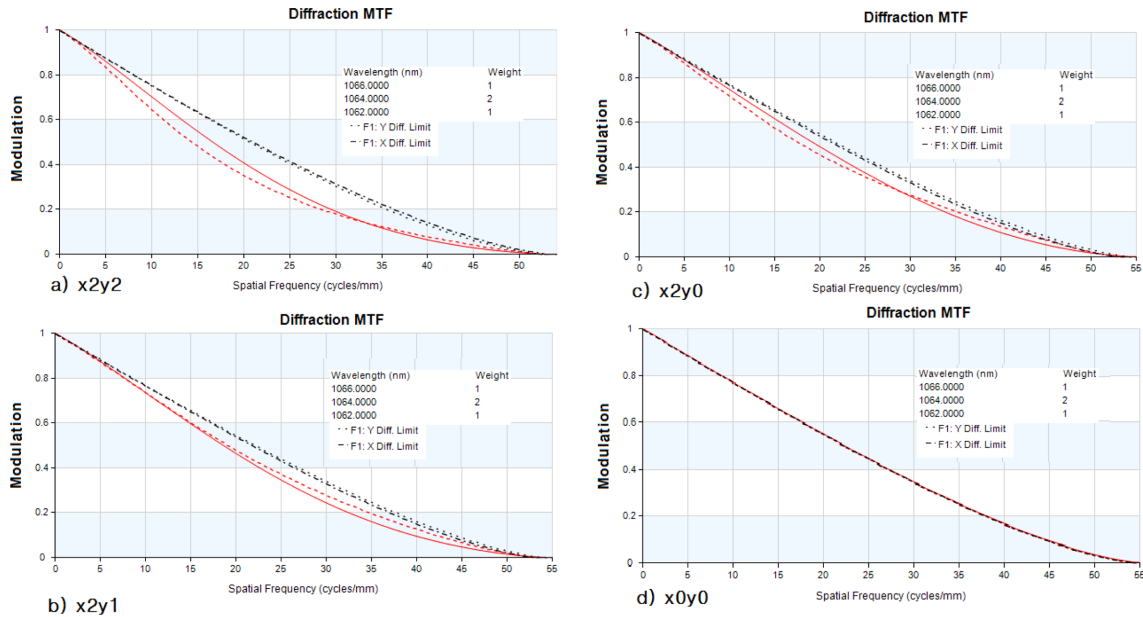 Diffraction MTF
Modulation
1
0.8
0.6
0.4
0.2
0
Wavelength (nm) Weight
1066.0000 1
1064.0000 2
1062.0000 1
F1: Y Diff. Limit
F1: X Diff. Limit
0 5 10 15 20 25 30 35 40 45 50
Spatial Frequency (cycles/mm)
a) x2y2
Diffraction MTF
Modulation
1
0.8
0.6
0.4
0.2
0
Wavelength (nm) Weight
1066.0000 1
1064.0000 2
1062.0000 1
F1: Y Diff. Limit
F1: X Diff. Limit
0 5 10 15 20 25 30 35 40 45 50 55
Spatial Frequency (cycles/mm)
b) x2y1
Diffraction MTF
Modulation
1
0.8
0.6
0.4
0.2
0
Wavelength (nm) Weight
1066.0000 1
1064.0000 2
1062.0000 1
F1: Y Diff. Limit
F1: X Diff. Limit
0 5 10 15 20 25 30 35 40 45 50 55
Spatial Frequency (cycles/mm)
c) x2y0
Diffraction MTF
Modulation
1
0.8
0.6
0.4
0.2
0
Wavelength (nm) Weight
1066.0000 1
1064.0000 2
1062.0000 1
F1: Y Diff. Limit
F1: X Diff. Limit
0 5 10 15 20 25 30 35 40 45 50 55
Spatial Frequency (cycles/mm)
d) x0y0